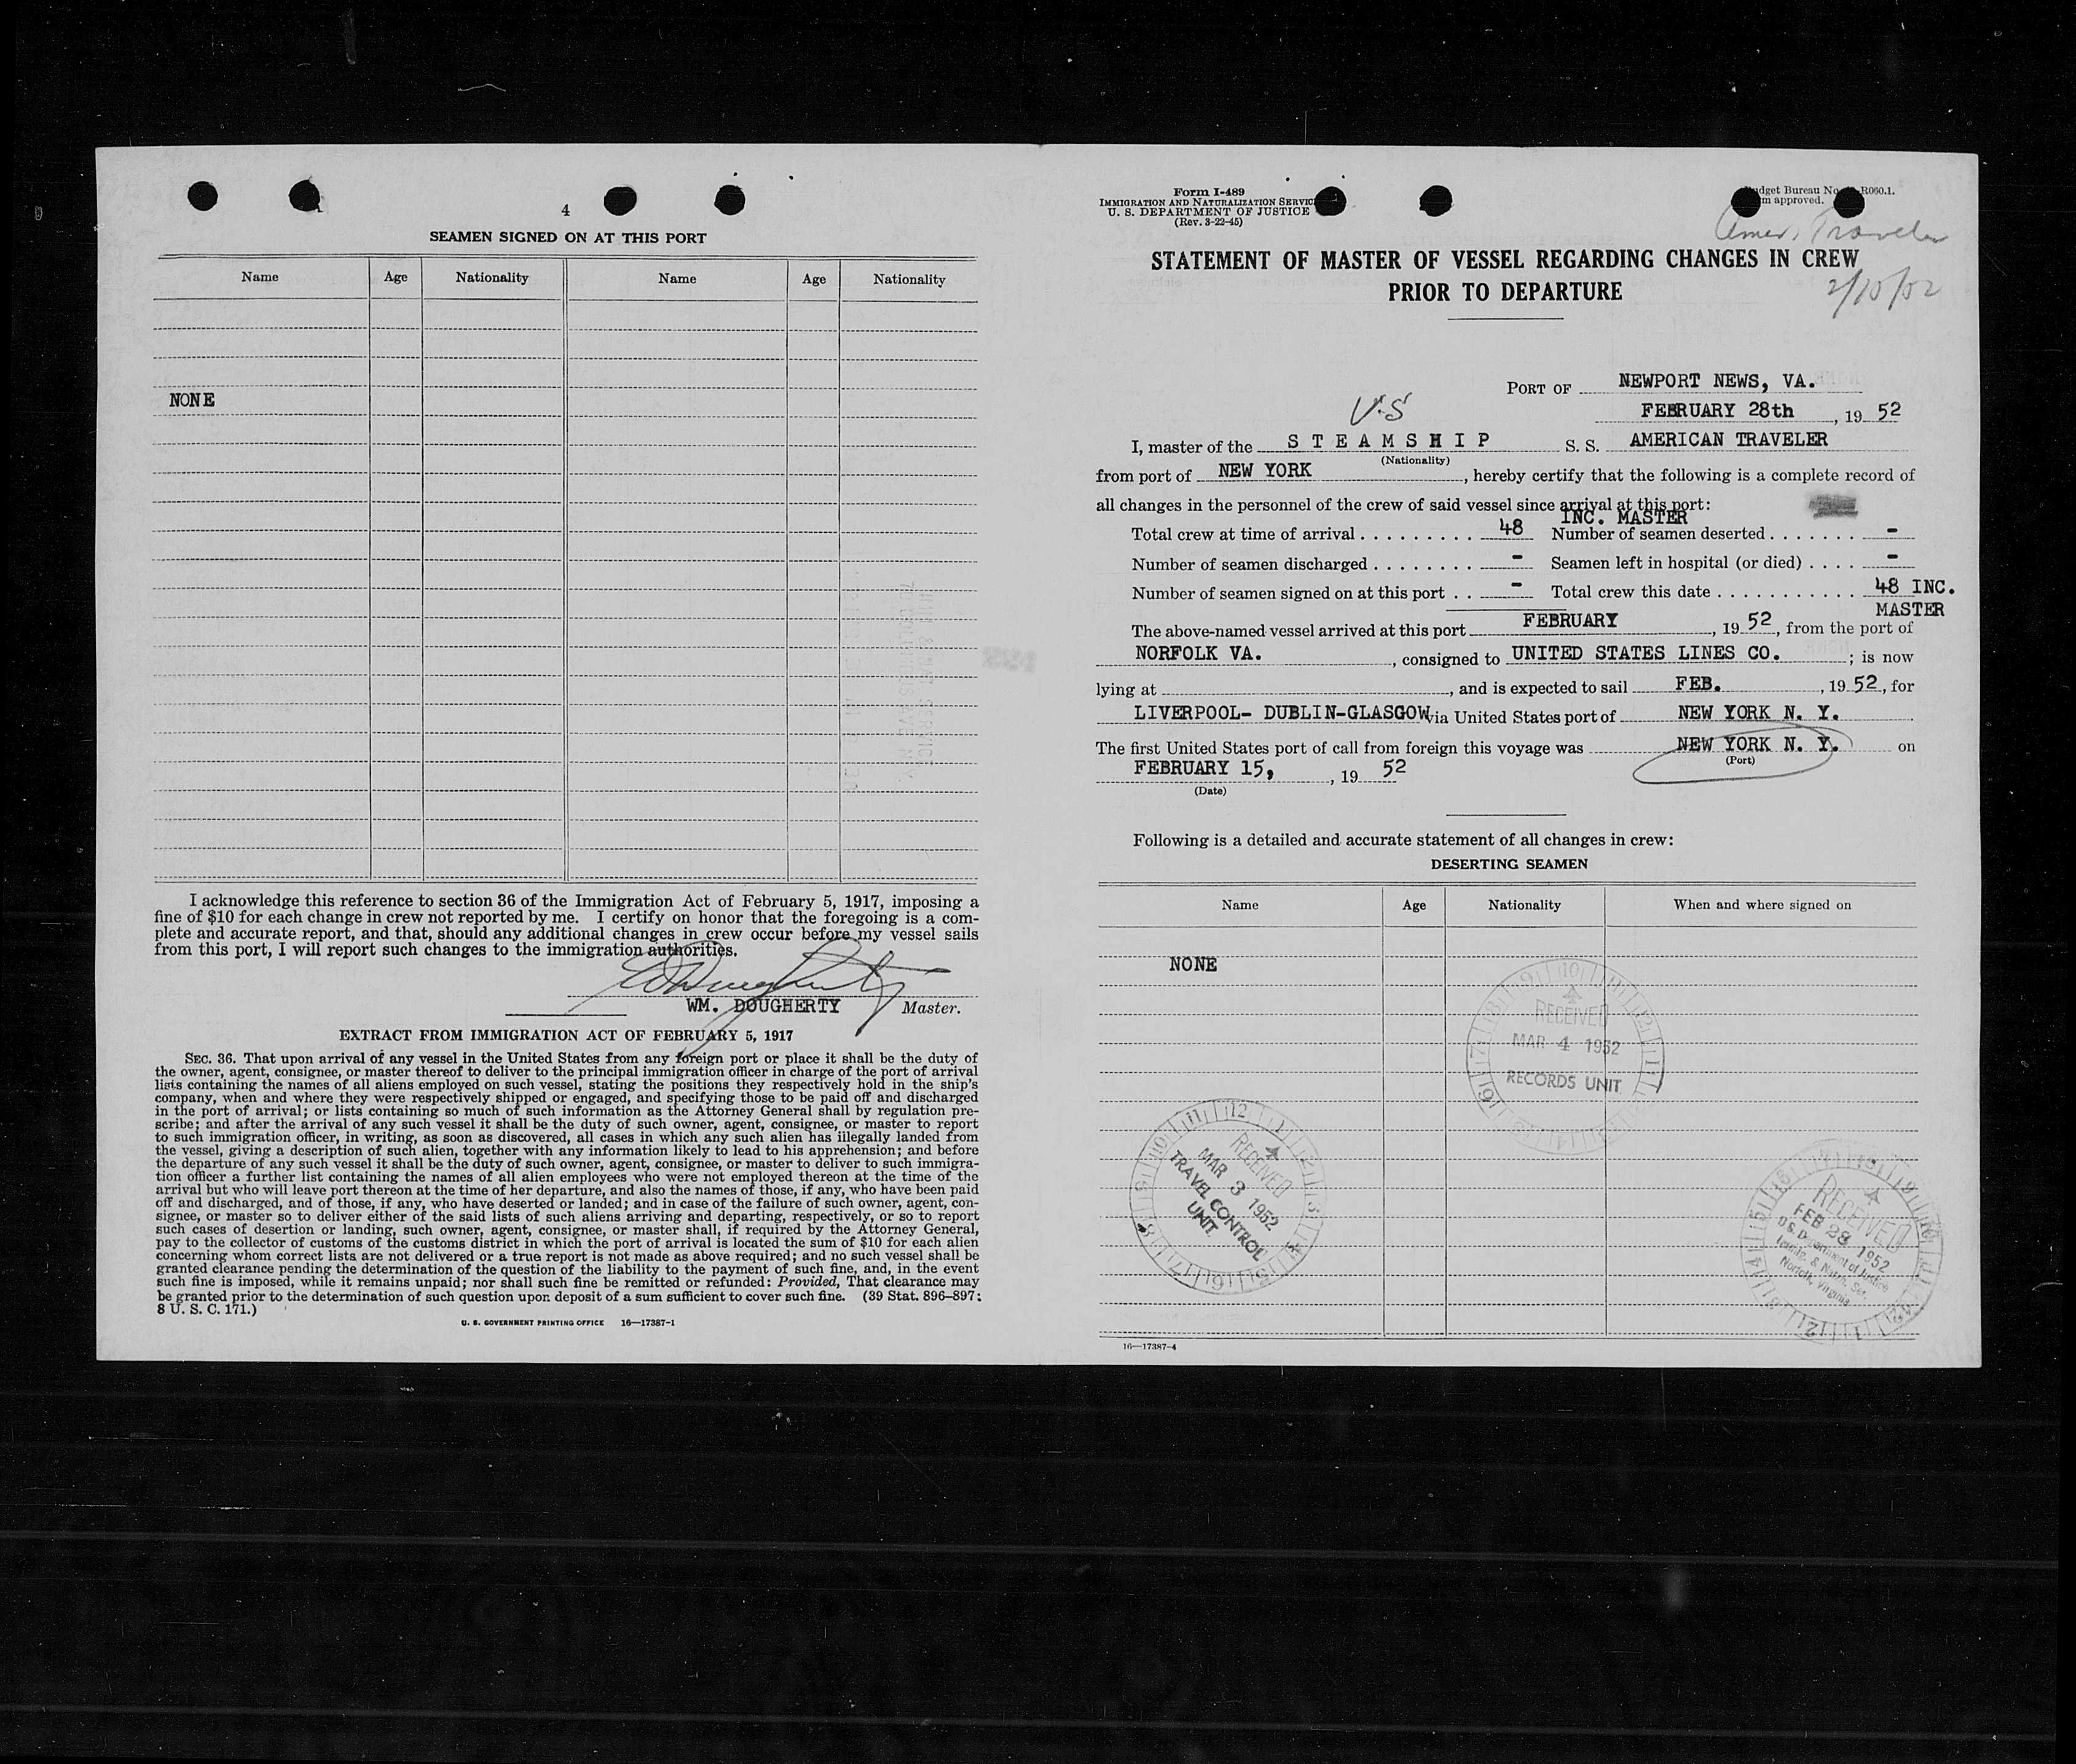 4
SEAMEN SIGNED ON AT THIS PORT
Name Age Nationality Name Age Nationality
NONE
I acknowledge this reference to section 36 of the Immigration Act of February 5, 1917, imposing a
fine of $10 for each change in crew not reported by me. I certify on honor that the foregoing is a com-
plete and accurate report, and that, should any additional changes in crew occur before my vessel sails
from this port, I will report such changes to the immigration authorities.
WM. DOUGHERTY Master.
EXTRACT FROM IMMIGRATION ACT OF FEBRUARY 5, 1917
SEC. 36. That upon arrival of any vessel in the United States from any foreign port or place it shall be the duty of
the owner, agent, consignee, or master thereof to deliver to the principal immigration officer in charge of the port of arrival
lists containing the names of all aliens employed on such vessel, stating the positions they respectively hold in the ship's
company, when and where they were respectively shipped or engaged, and specifying those to be paid off and discharged
in the port of arrival; or lists containing so much of such information as the Attorney General shall by regulation pre-
scribe; and after the arrival of any such vessel it shall be the duty of such owner, agent, consignee, or master to report
to such immigration officer, in writing, as soon as discovered, all cases in which any such alien has illegally landed from
the vessel, giving a description of such alien, together with any information likely to lead to his apprehension; and before
the departure of any such vessel it shall be the duty of such owner, agent, consignee, or master to deliver to such immigra-
tion officer a further list containing the names of all alien employees who were not employed thereon at the time of the
arrival but who will leave port thereon at the time of her departure, and also the names of those, if any, who have been paid
off and discharged, and of those, if any, who have deserted or landed; and in case of the failure of such owner, agent, con-
signee, or master so to deliver either of the said lists of such aliens arriving and departing, respectively, or so to report
such cases of desertion or landing, such owner, agent, consignee, or master shall, if required by the Attorney General,
pay to the collector of customs of the customs district in which the port of arrival is located the sum of $10 for each alien
concerning whom correct lists are not delivered or a true report is not made as above required; and no such vessel shall be
granted clearance pending the determination of the question of the liability to the payment of such fine, and, in the event
such fine is imposed, while it remains unpaid; nor shall such fine be remitted or refunded: Provided, That clearance may
be granted prior to the determination of such question upon deposit of a sum sufficient to cover such fine. (39 Stat. 896-897;
8 U. S. C. 171.)
U. S. GOVERNMENT PRINTING OFFICE 16—17387-1
Form I-489
IMMIGRATION AND NATURALIZATION SERVIC
U. S. DEPARTMENT OF JUSTICE
(Rev. 3-22-45)
dget Bureau No. R060.1.
m approved.
Amer. Traveler
STATEMENT OF MASTER OF VESSEL REGARDING CHANGES IN CREW
PRIOR TO DEPARTURE
2/15/52
PORT OF NEWPORT NEWS, VA.
U.S FEBRUARY 28th, 19 52
I, master of the STEAMSHIP S. S. AMERICAN TRAVELER
(Nationality)
from port of NEW YORK, hereby certify that the following is a complete record of
all changes in the personnel of the crew of said vessel since arrival at this port:
INC. MASTER
Total crew at time of arrival 48 Number of seamen deserted -
Number of seamen discharged - Seamen left in hospital (or died) -
Number of seamen signed on at this port - Total crew this date 48 INC.
MASTER
The above-named vessel arrived at this port FEBRUARY, 19 52, from the port of
NORFOLK VA., consigned to UNITED STATES LINES CO.; is now
lying at , and is expected to sail FEB., 19 52, for
LIVERPOOL- DUBLIN-GLASGOW via United States port of NEW YORK N. Y.
The first United States port of call from foreign this voyage was NEW YORK N. Y. on
(Port)
FEBRUARY 15, , 19 52
(Date)
Following is a detailed and accurate statement of all changes in crew:
DESERTING SEAMEN
Name Age Nationality When and where signed on
NONE
RECEIVED
MAR 4 1952
RECORDS UNIT
RECEIVED
MAR 3 1952
TRAVEL CONTROL
UNIT
RECEIVED
FEB 28 1952
U.S. Department of Justice
Immig. & Natz. Ser.
Norfolk, Virginia
16—17387-4